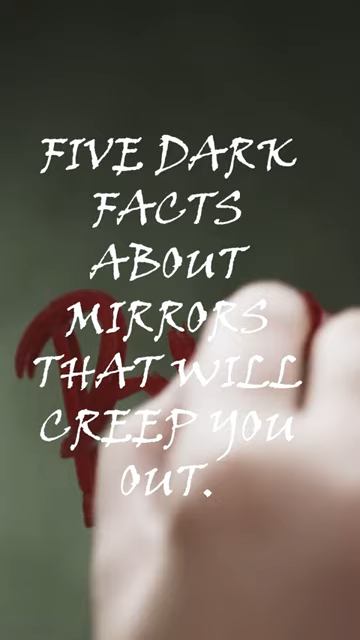 FIVE DARK
FACTS
ABOUT
MIRRORS
THAT WILL
CREEP YOU
OUT.